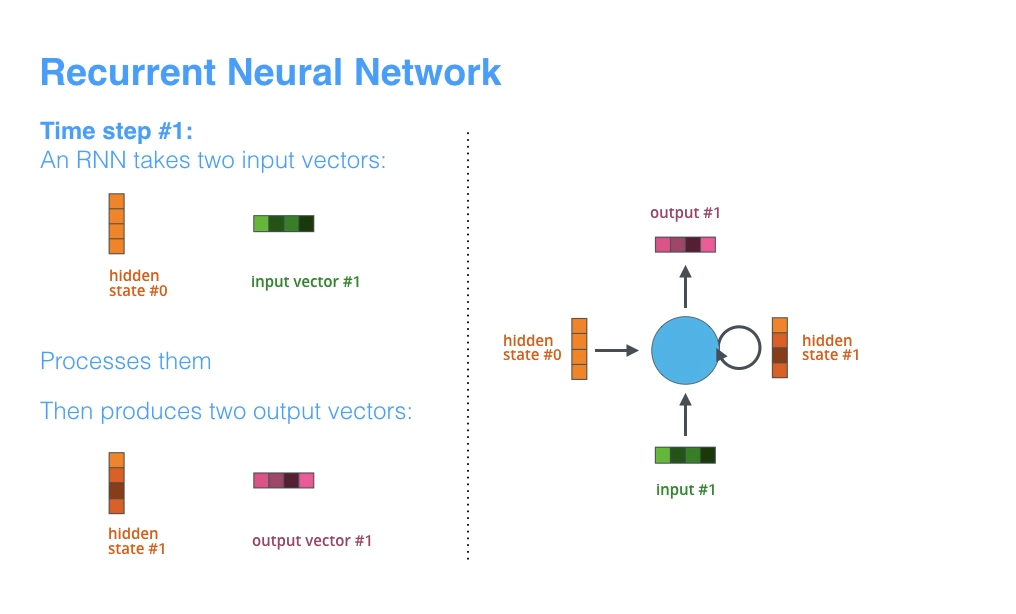 Recurrent Neural Network
Time step #1:
An RNN takes two input vectors:
hidden
state #0
input vector #1
Processes them
Then produces two output vectors:
hidden
state #1
output vector #1
output #1
hidden
state #0
hidden
state #1
input #1